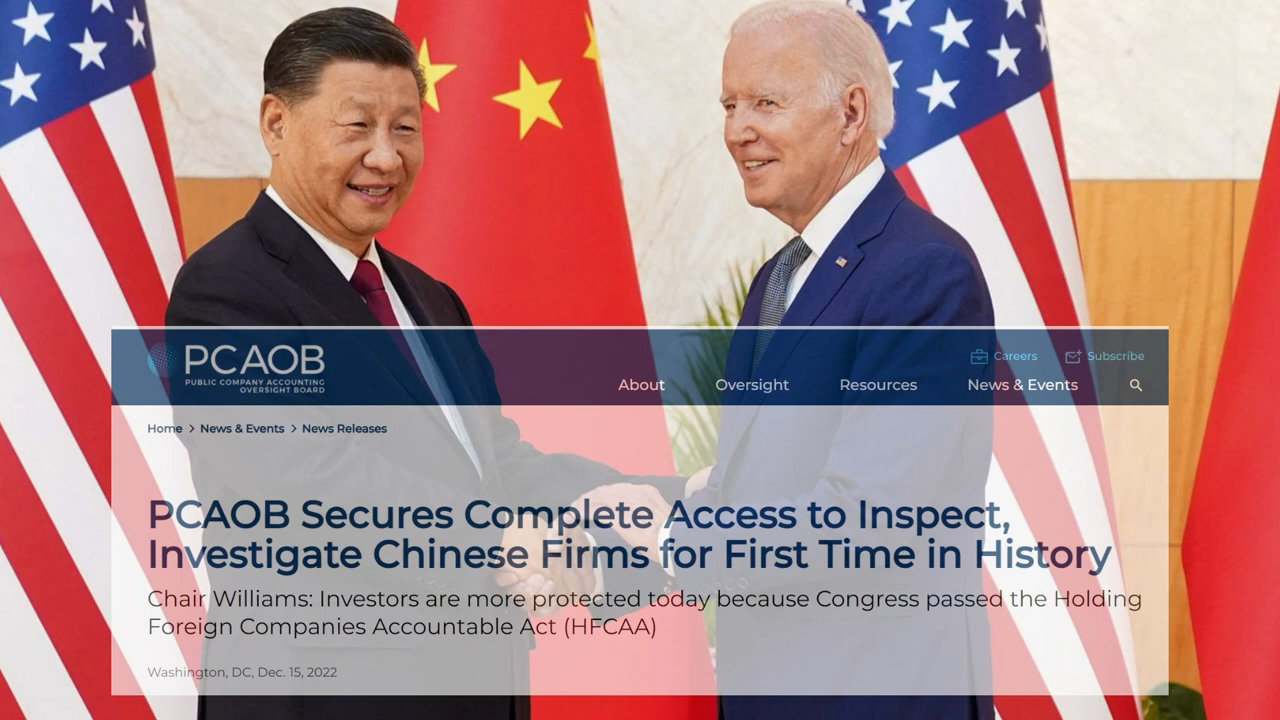 PCAOB
PUBLIC COMPANY ACCOUNTING
OVERSIGHT BOARD
Careers
Subscribe
About
Oversight
Resources
News & Events
Home > News & Events > News Releases
PCAOB Secures Complete Access to Inspect,
Investigate Chinese Firms for First Time in History
Chair Williams: Investors are more protected today because Congress passed the Holding
Foreign Companies Accountable Act (HFCAA)
Washington, DC, Dec. 15, 2022